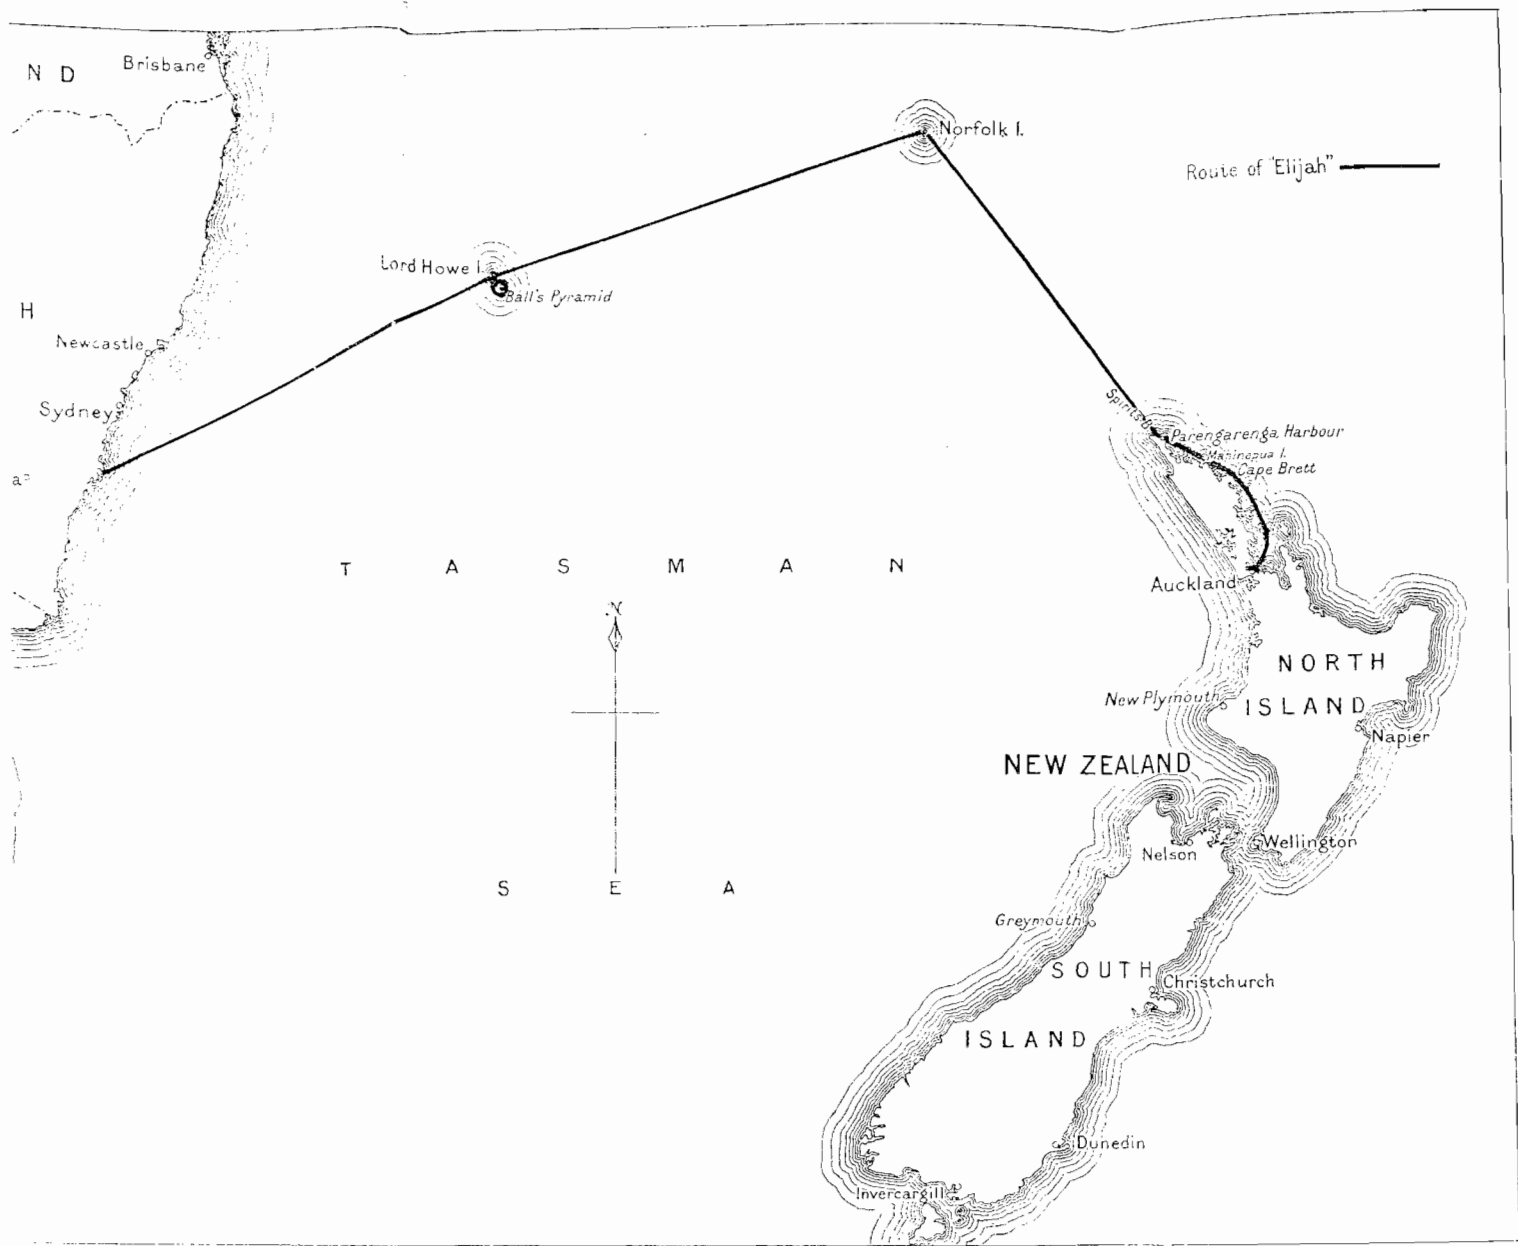 N D
Brisbane
Norfolk I.
Route of "Elijah"
Lord Howe I.
Ball's Pyramid
H
Newcastle
Sydney
Spirits B.
Parengarenga, Harbour
Cape Brett
T A S M A N
Auckland
N
NORTH
ISLAND
New Plymouth
Napier
NEW ZEALAND
Nelson
Wellington
S E A
Greymouth
SOUTH
ISLAND
Christchurch
Dunedin
Invercargill